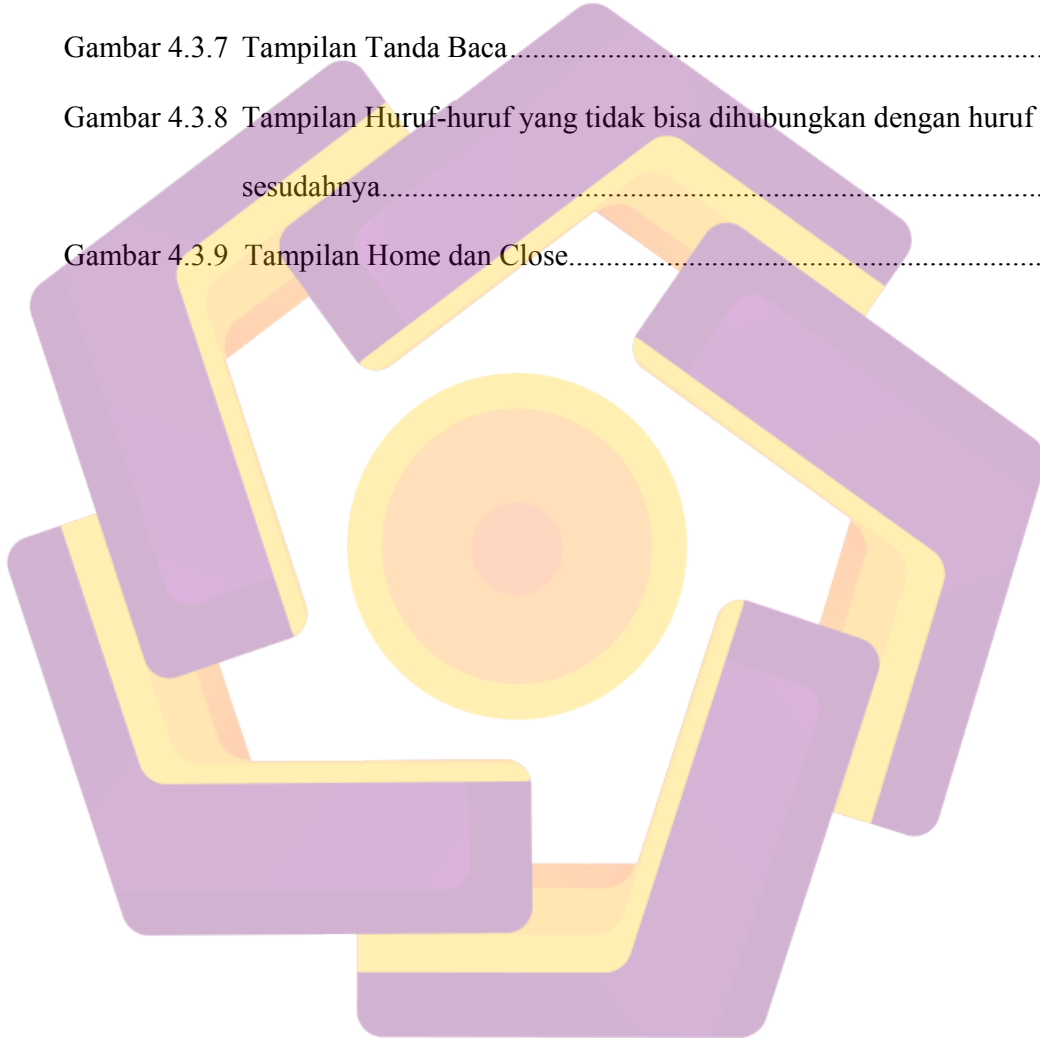 Gambar 4.3.7 Tampilan Tanda Baca......................................................................
Gambar 4.3.8 Tampilan Huruf-huruf yang tidak bisa dihubungkan dengan huruf
sesudahnya.......................................................................................
Gambar 4.3.9 Tampilan Home dan Close..............................................................